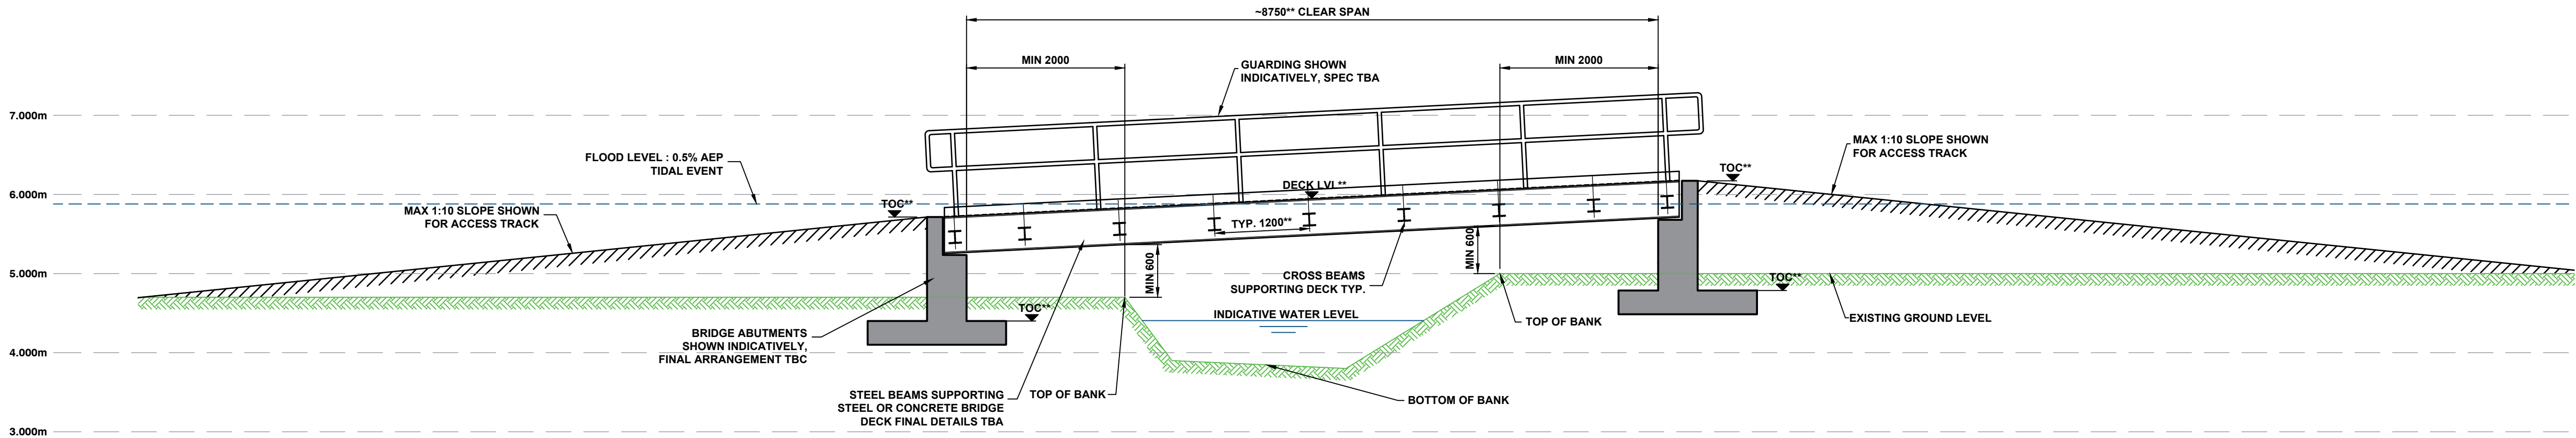 ~8750** CLEAR SPAN
MIN 2000
MIN 2000
GUARDING SHOWN
INDICATIVELY, SPEC TBA
7.000m
FLOOD LEVEL : 0.5% AEP
TIDAL EVENT
MAX 1:10 SLOPE SHOWN
FOR ACCESS TRACK
TOC**
6.000m
DECK LVL **
MAX 1:10 SLOPE SHOWN
FOR ACCESS TRACK
TOC**
TYP. 1200**
MIN 600
MIN 600
5.000m
CROSS BEAMS
SUPPORTING DECK TYP.
TOC**
TOC**
INDICATIVE WATER LEVEL
TOP OF BANK
EXISTING GROUND LEVEL
BRIDGE ABUTMENTS
SHOWN INDICATIVELY,
FINAL ARRANGEMENT TBC
4.000m
STEEL BEAMS SUPPORTING
STEEL OR CONCRETE BRIDGE
DECK FINAL DETAILS TBA
TOP OF BANK
BOTTOM OF BANK
3.000m